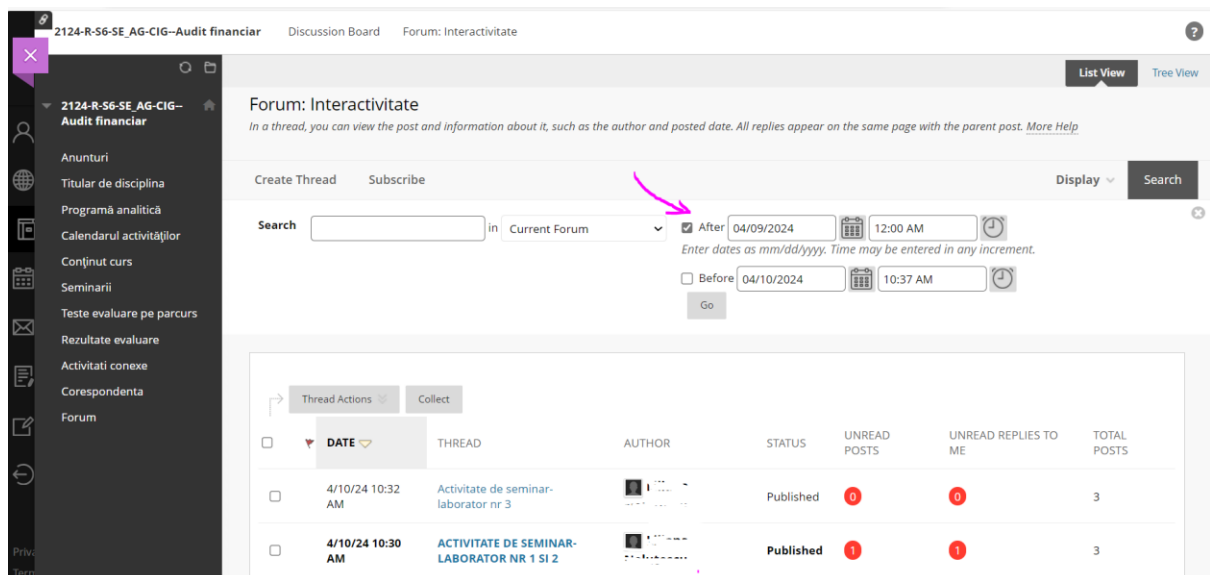 2124-R-S6-SE_AG-CIG--Audit financiar Discussion Board Forum: Interactivitate
List View Tree View
2124-R-S6-SE_AG-CIG--
Audit financiar
Anunturi
Titular de disciplina
Programă analitică
Calendarul activităților
Conținut curs
Seminarii
Teste evaluare pe parcurs
Rezultate evaluare
Activitati conexe
Corespondenta
Forum
Forum: Interactivitate
In a thread, you can view the post and information about it, such as the author and posted date. All replies appear on the same page with the parent post. More Help
Create Thread Subscribe Display Search
Search in Current Forum After 04/09/2024 12:00 AM
Enter dates as mm/dd/yyyy. Time may be entered in any increment.
Before 04/10/2024 10:37 AM
Go
Thread Actions Collect
DATE THREAD AUTHOR STATUS UNREAD POSTS UNREAD REPLIES TO ME TOTAL POSTS
4/10/24 10:32 AM Activitate de seminar-laborator nr 3 Published 0 0 3
4/10/24 10:30 AM ACTIVITATE DE SEMINAR-LABORATOR NR 1 SI 2 Published 1 1 3